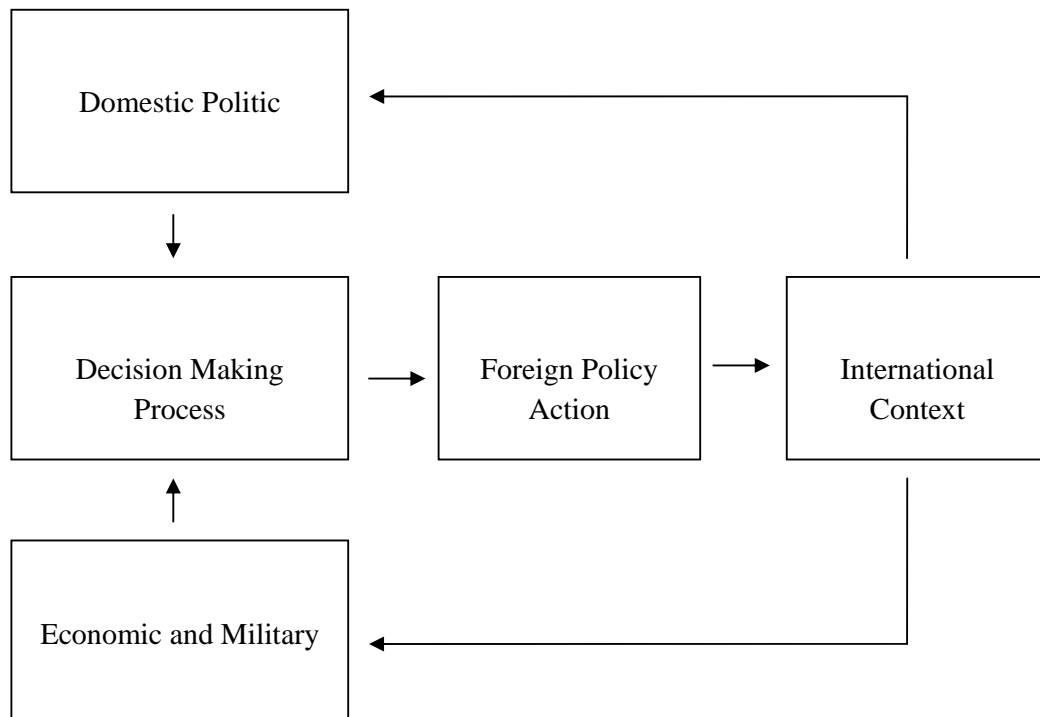 Domestic Politic
Decision Making
Process
Foreign Policy
Action
International
Context
Economic and Military